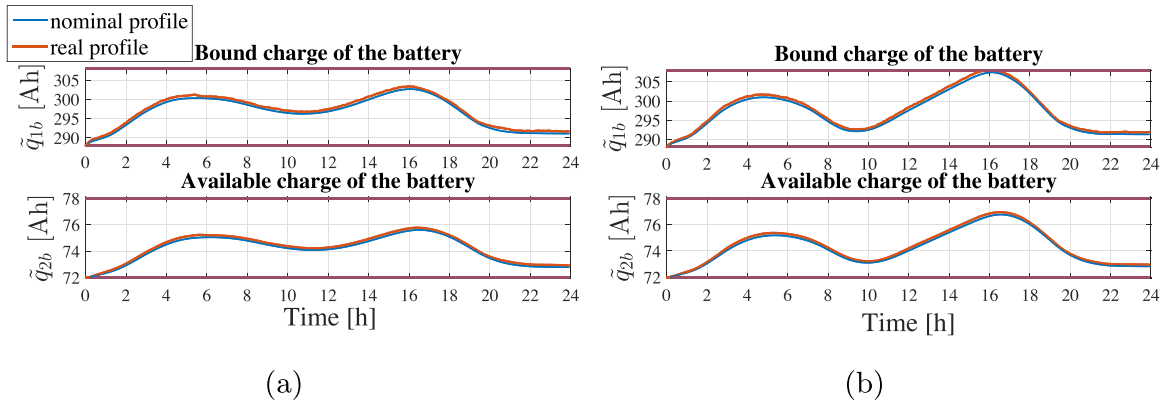 nominal profile
real profile
Bound charge of the battery
q̃1b [Ah]
305
300
295
290
0 2 4 6 8 10 12 14 16 18 20 22 24
Available charge of the battery
q̃2b [Ah]
78
76
74
72
0 2 4 6 8 10 12 14 16 18 20 22 24
Time [h]
(a)
Bound charge of the battery
q̃1b [Ah]
305
300
295
290
0 2 4 6 8 10 12 14 16 18 20 22 24
Available charge of the battery
q̃2b [Ah]
78
76
74
72
0 2 4 6 8 10 12 14 16 18 20 22 24
Time [h]
(b)